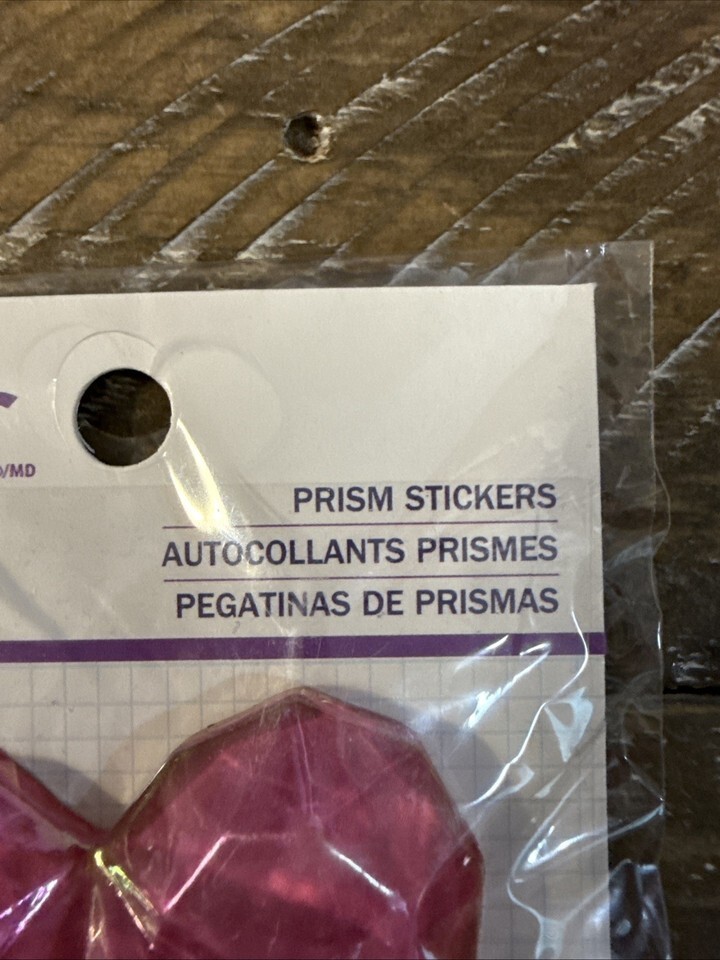 /MD
PRISM STICKERS
AUTOCOLLANTS PRISMES
PEGATINAS DE PRISMAS